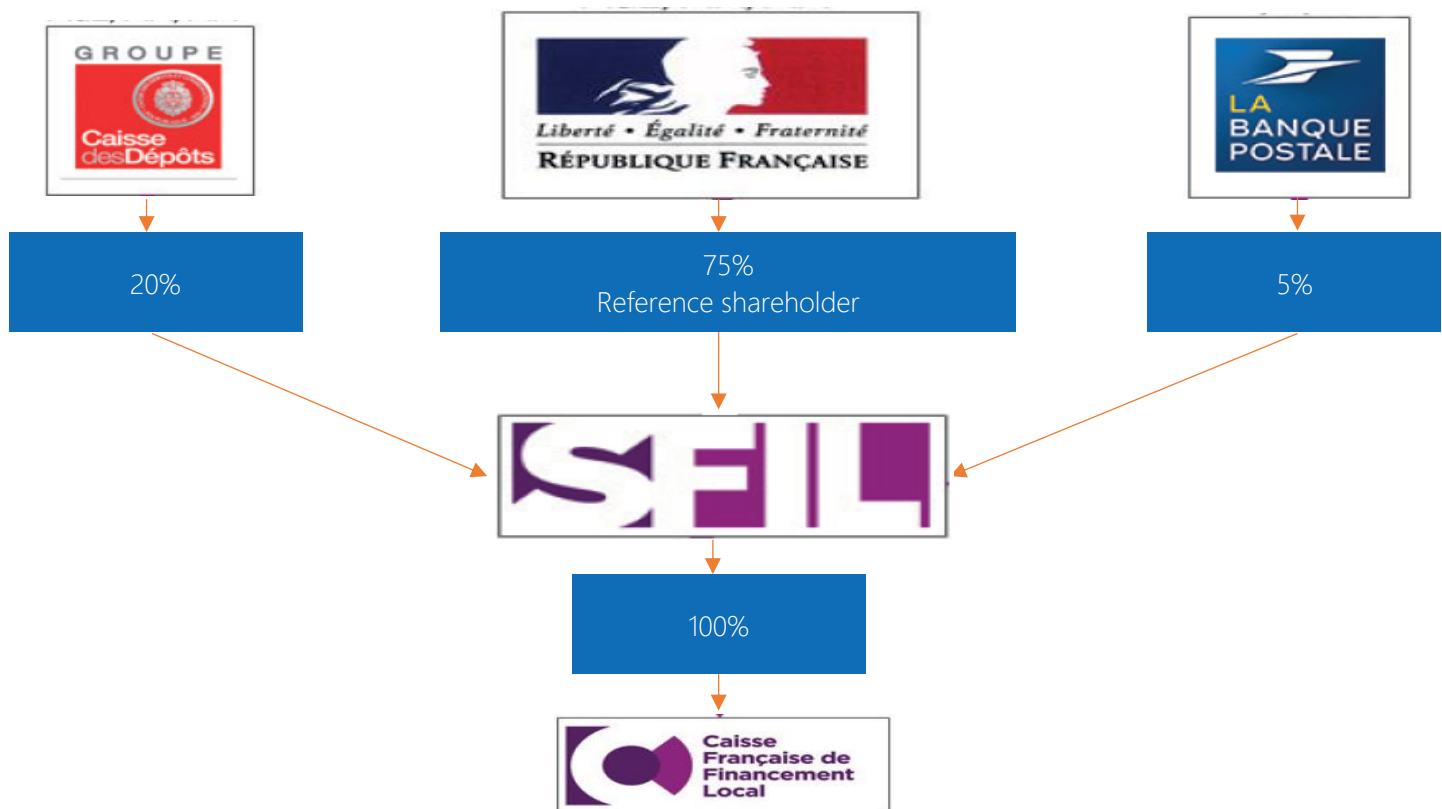 GROUPE
Caisse
desDépôts
Liberté • Égalité • Fraternité
RÉPUBLIQUE FRANÇAISE
LA
BANQUE
POSTALE
20%
75%
Reference shareholder
5%
SFIL
100%
Caisse
Française de
Financement
Local